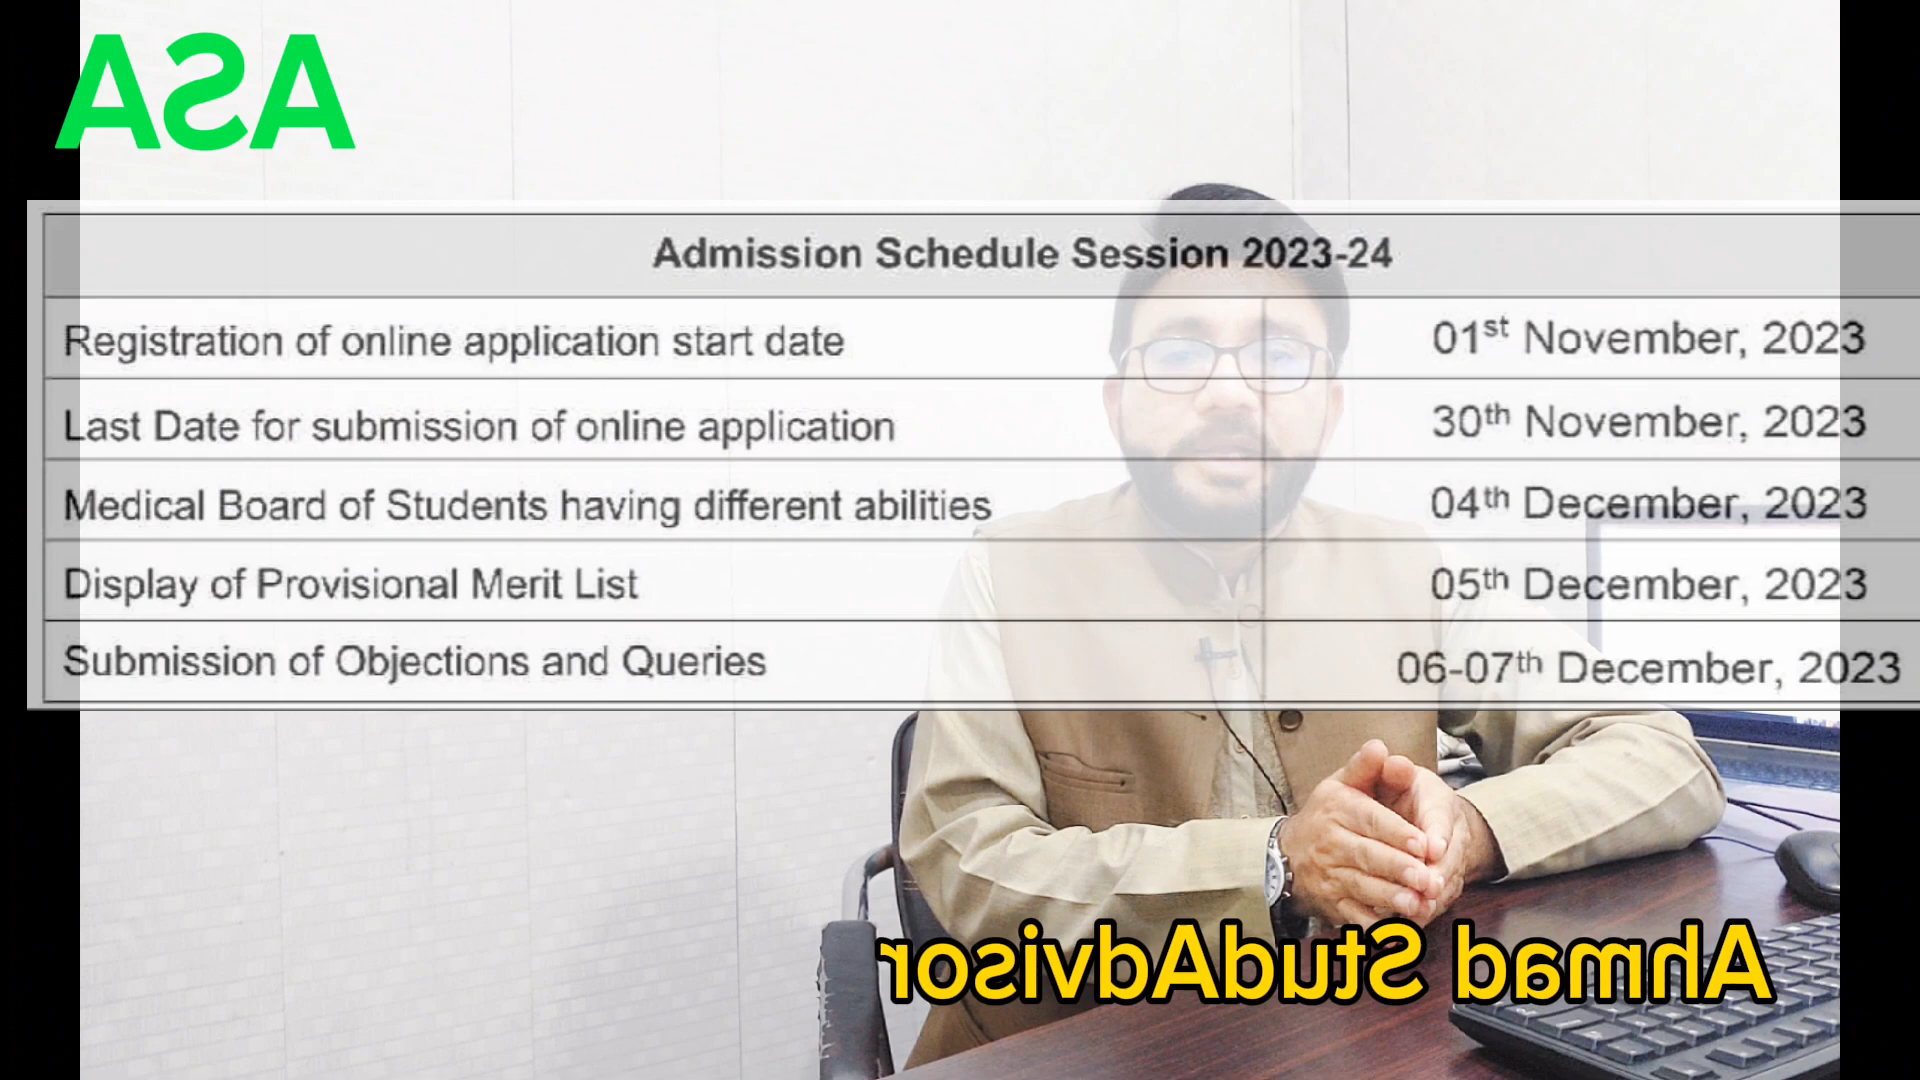 ASA
Admission Schedule Session 2023-24
Registration of online application start date 01st November, 2023
Last Date for submission of online application 30th November, 2023
Medical Board of Students having different abilities 04th December, 2023
Display of Provisional Merit List 05th December, 2023
Submission of Objections and Queries 06-07th December, 2023
Ahmad StudAdvisor